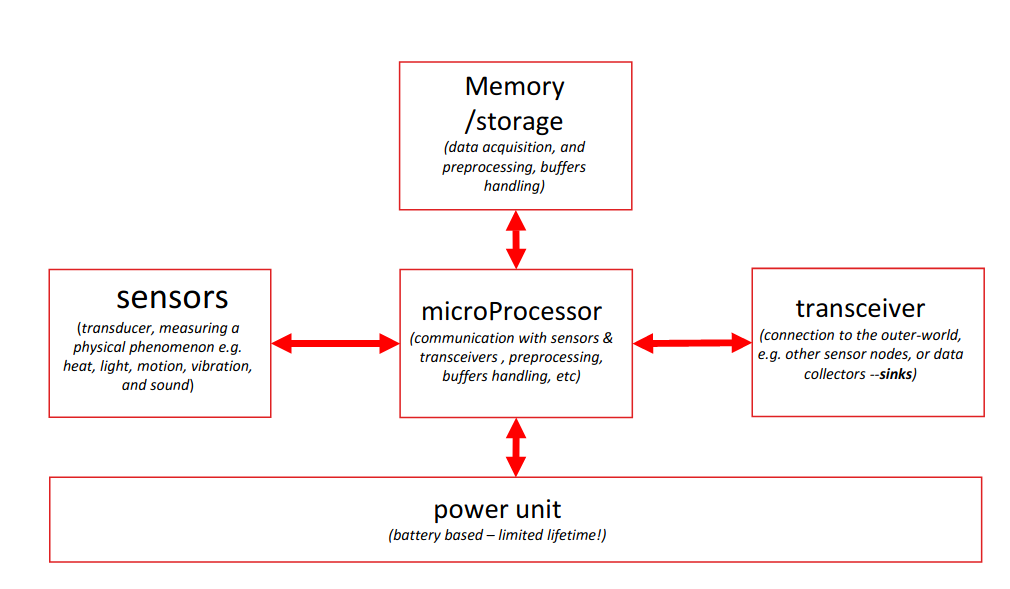 Memory
/storage
(data acquisition, and
preprocessing, buffers
handling)
sensors
(transducer, measuring a
physical phenomenon e.g.
heat, light, motion, vibration,
and sound)
microProcessor
(communication with sensors &
transceivers , preprocessing,
buffers handling, etc)
transceiver
(connection to the outer-world,
e.g. other sensor nodes, or data
collectors --sinks)
power unit
(battery based – limited lifetime!)